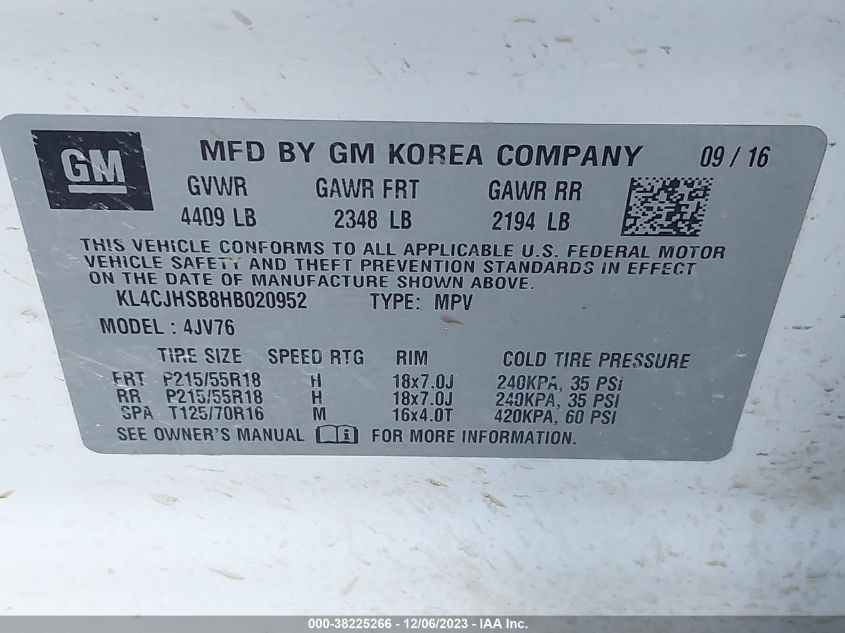 GM MFD BY GM KOREA COMPANY 09 / 16
GVWR GAWR FRT GAWR RR
4409 LB 2348 LB 2194 LB
THIS VEHICLE CONFORMS TO ALL APPLICABLE U.S. FEDERAL MOTOR
VEHICLE SAFETY AND THEFT PREVENTION STANDARDS IN EFFECT
ON THE DATE OF MANUFACTURE SHOWN ABOVE.
KL4CJHSB8HB020952 TYPE: MPV
MODEL : 4JV76
TIRE SIZE SPEED RTG RIM COLD TIRE PRESSURE
FRT P215/55R18 H 18x7.0J 240KPA, 35 PSI
RR P215/55R18 H 18x7.0J 240KPA, 35 PSI
SPA T125/70R16 M 16x4.0T 420KPA, 60 PSI
SEE OWNER'S MANUAL i FOR MORE INFORMATION.
000-38225266 - 12/06/2023 - IAA Inc.